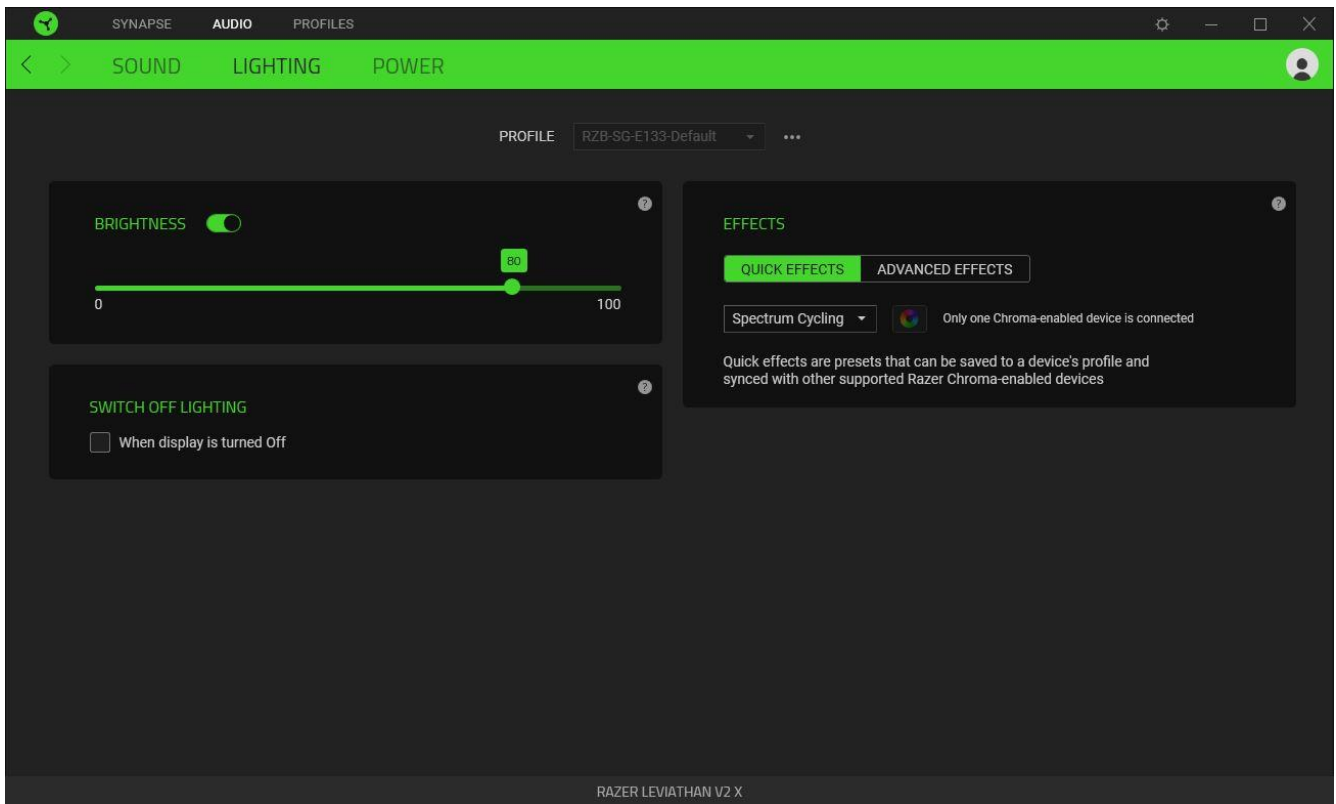 SYNAPSE AUDIO PROFILES
SOUND LIGHTING POWER
PROFILE RZB-SG-E133-Default
BRIGHTNESS
80
0 100
SWITCH OFF LIGHTING
When display is turned Off
EFFECTS
QUICK EFFECTS ADVANCED EFFECTS
Spectrum Cycling Only one Chroma-enabled device is connected
Quick effects are presets that can be saved to a device's profile and
synced with other supported Razer Chroma-enabled devices
RAZER LEVIATHAN V2 X